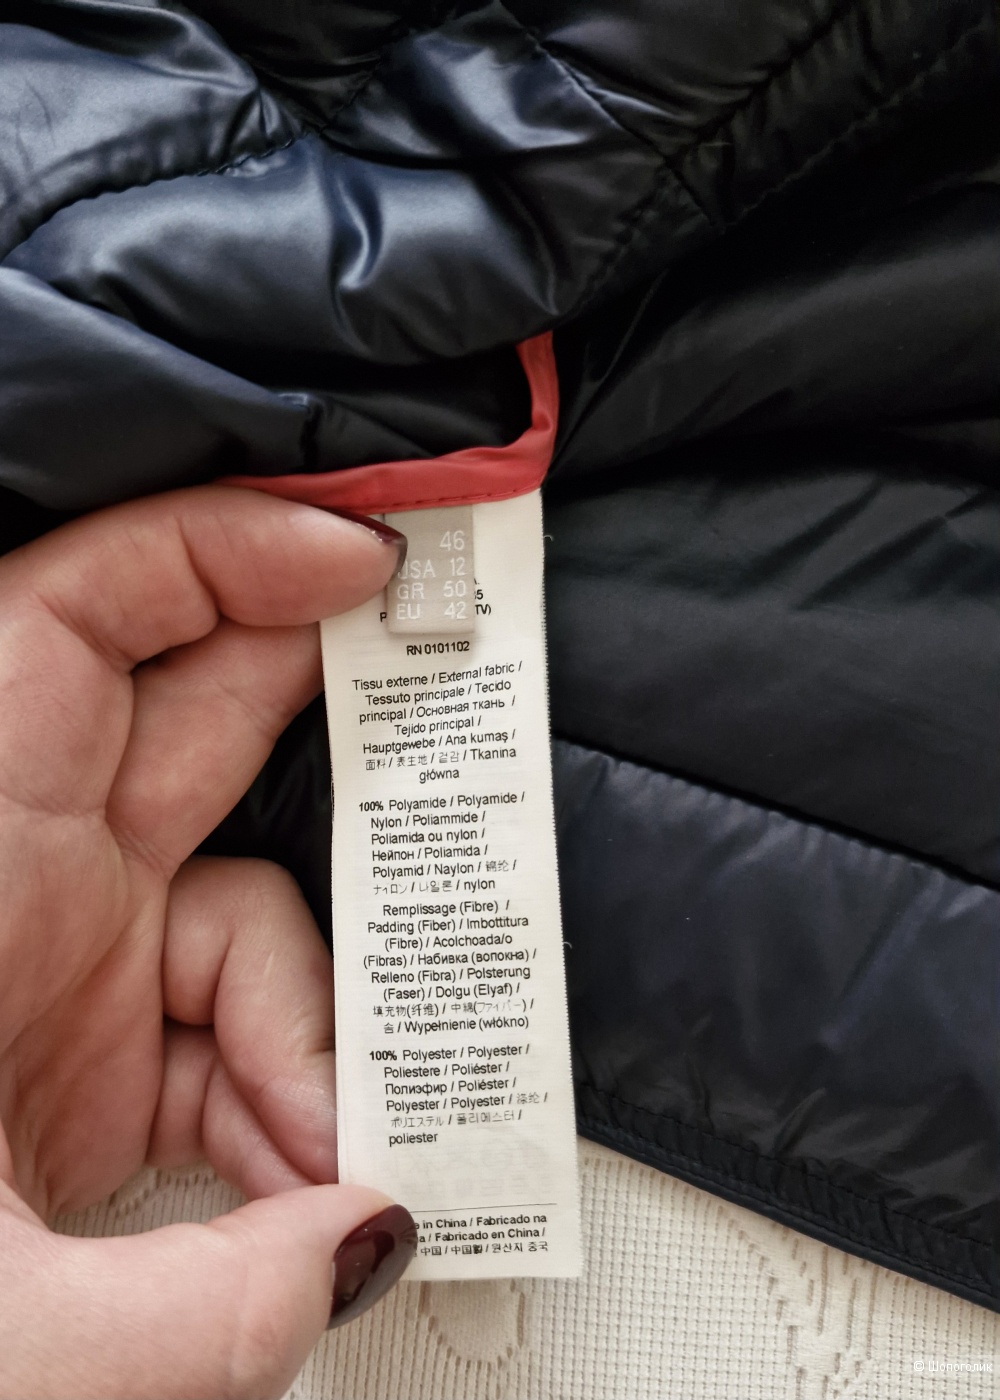 46
USA 12
GR 50
EU 42
TV)
RN 0101102
Tissu externe / External fabric /
Tessuto principale / Tecido
principal / Основная ткань /
Tejido principal /
Hauptgewebe / Ana kumaş /
面料 / 表生地 / 겉감 / Tkanina
główna
100% Polyamide / Polyamide /
Nylon / Poliammide /
Poliamida ou nylon /
Нейлон / Poliamida /
Polyamid / Naylon / 锦纶 /
ナイロン / 나일론 / nylon
Remplissage (Fibre) /
Padding (Fiber) / Imbottitura
(Fibre) / Acolchoada/o
(Fibras) / Набивка (волокна) /
Relleno (Fibra) / Polsterung
(Faser) / Dolgu (Elyaf) /
填充物(纤维) / 中綿(ファイバー) /
솜 / Wypełnienie (włókno)
100% Polyester / Polyester /
Poliestere / Poliéster /
Полиэфир / Poliéster /
Polyester / Polyester / 涤纶 /
ポリエステル / 폴리에스터 /
poliester
in China / Fabricado na
/ Fabricado en China /
中国 / 中国製 / 원산지 중국
© Шопоголик